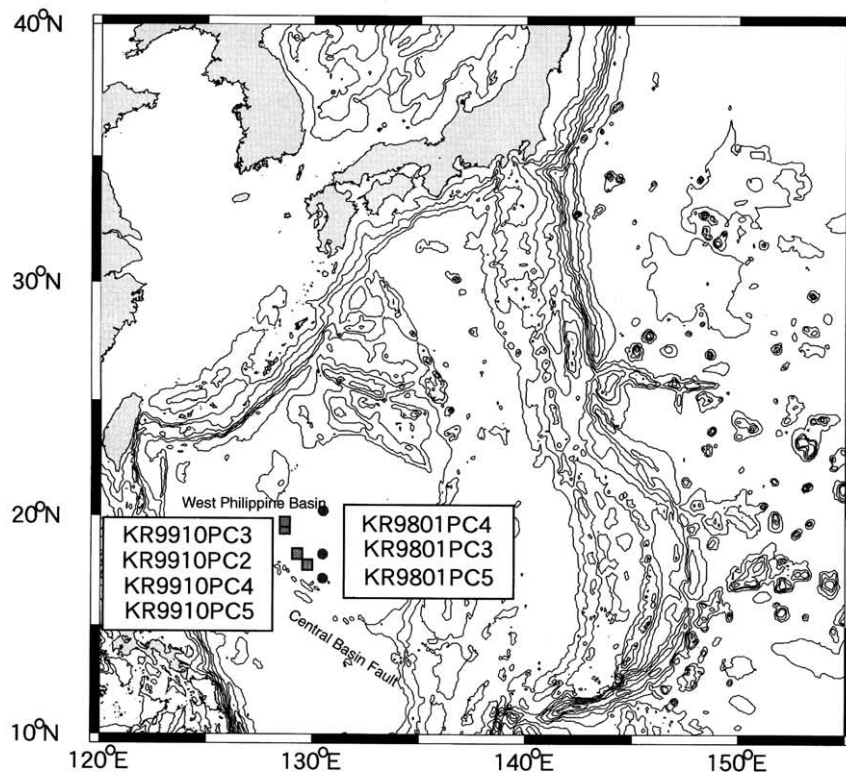 40°N
30°N
West Philippine Basin
20°N
KR9910PC3
KR9910PC2
KR9910PC4
KR9910PC5
KR9801PC4
KR9801PC3
KR9801PC5
Central Basin Fault
10°N
120°E
130°E
140°E
150°E